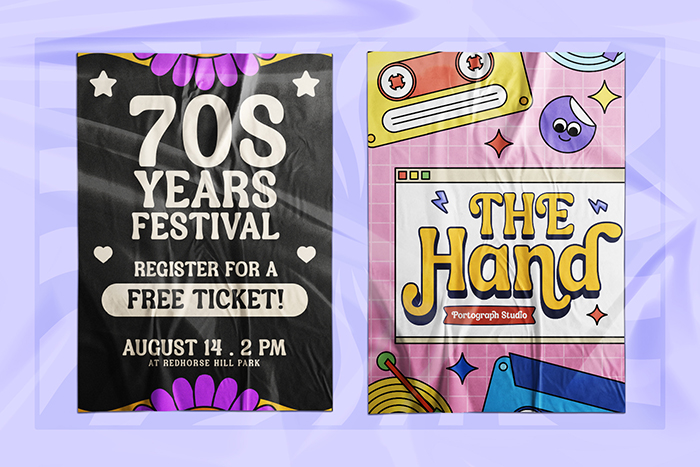 70S
YEARS
FESTIVAL
REGISTER FOR A
FREE TICKET!
AUGUST 14 . 2 PM
AT REDHORSE HILL PARK
THE
Hand
Portograph Studio